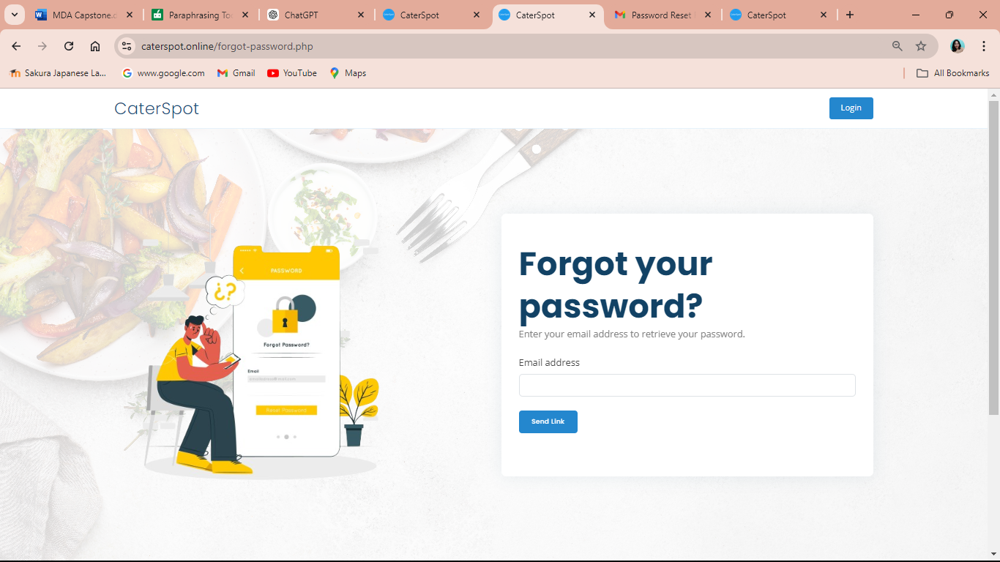 MDA Capstone.d
Paraphrasing Too
ChatGPT
CaterSpot
CaterSpot
Password Reset
CaterSpot
caterspot.online/forgot-password.php
Sakura Japanese La...
www.google.com
Gmail
YouTube
Maps
All Bookmarks
CaterSpot
Login
PASSWORD
¿?
Forgot Password?
Email
Reset Password
Forgot your
password?
Enter your email address to retrieve your password.
Email address
Send Link